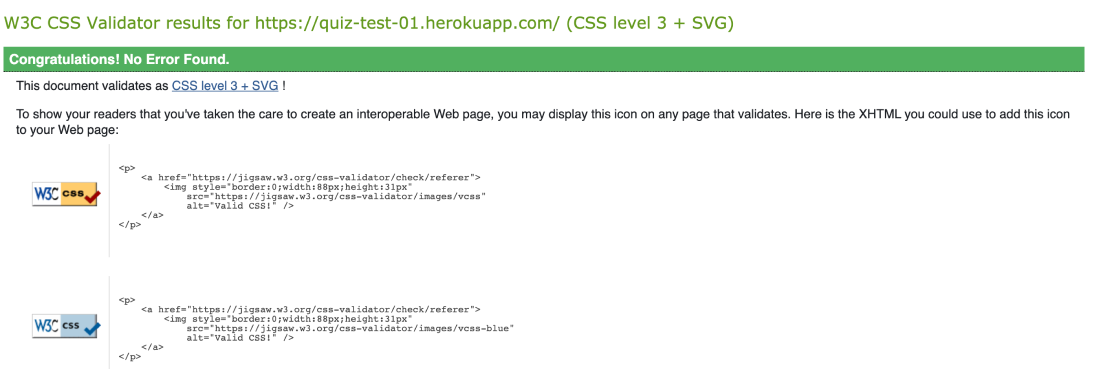 W3C CSS Validator results for https://quiz-test-01.herokuapp.com/ (CSS level 3 + SVG)
Congratulations! No Error Found.
This document validates as CSS level 3 + SVG !
To show your readers that you've taken the care to create an interoperable Web page, you may display this icon on any page that validates. Here is the XHTML you could use to add this icon
to your Web page:
W3C css
<p>
<a href="https://jigsaw.w3.org/css-validator/check/referer">
<img style="border:0;width:88px;height:31px"
src="https://jigsaw.w3.org/css-validator/images/vcss"
alt="Valid CSS!" />
</a>
</p>
W3C css
<p>
<a href="https://jigsaw.w3.org/css-validator/check/referer">
<img style="border:0;width:88px;height:31px"
src="https://jigsaw.w3.org/css-validator/images/vcss-blue"
alt="Valid CSS!" />
</a>
</p>